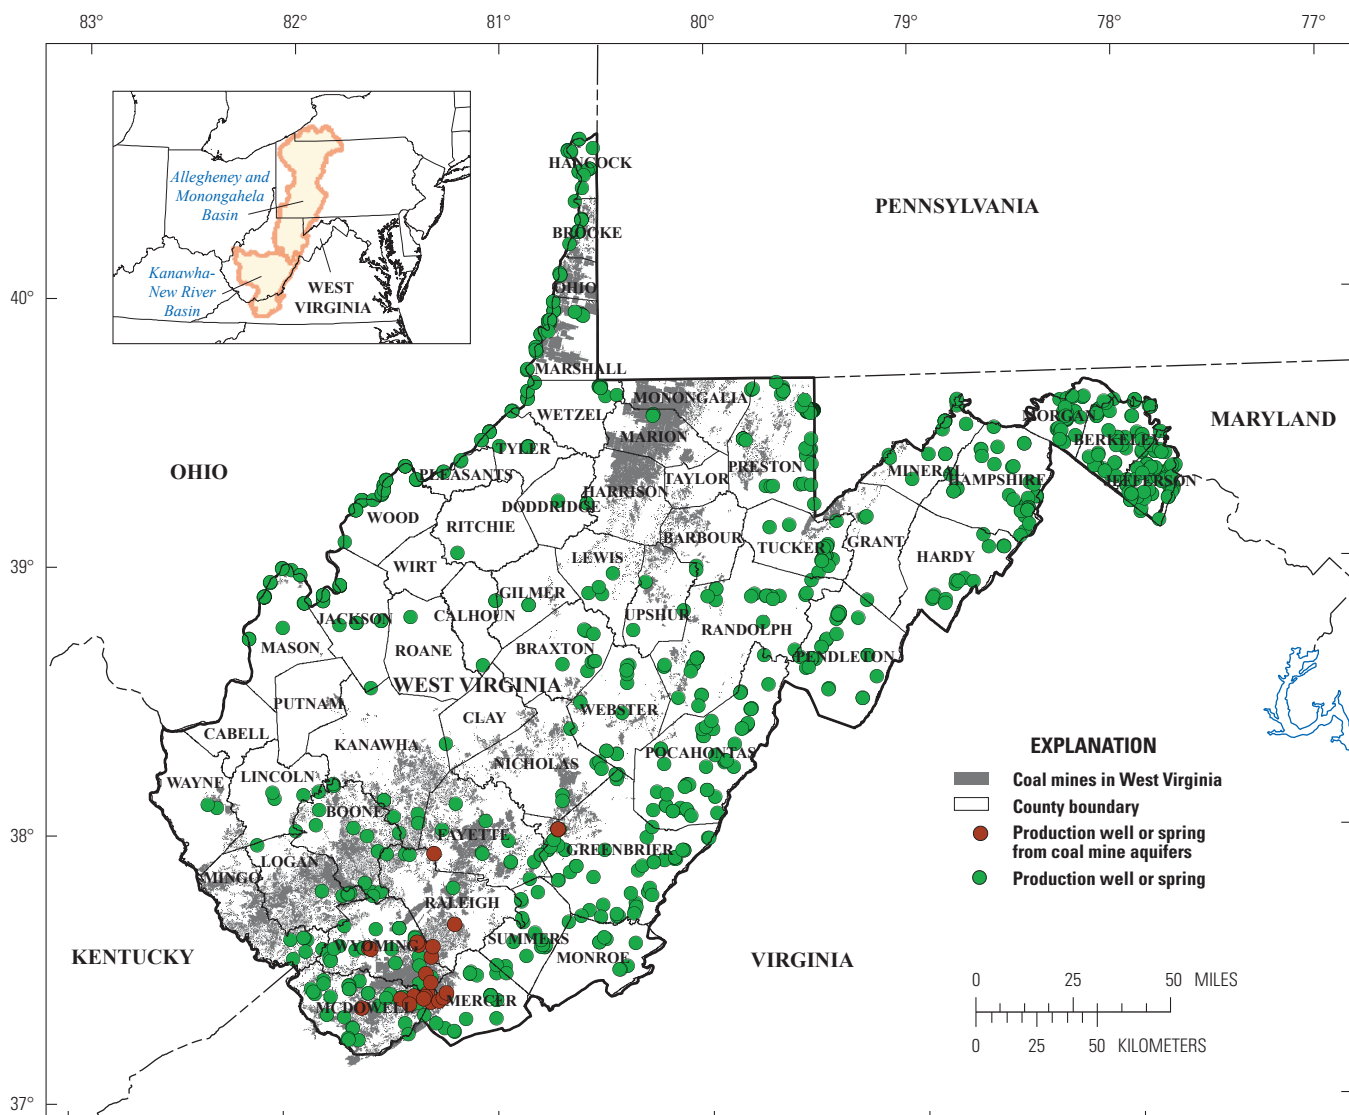 83°
82°
81°
80°
79°
78°
77°
40°
39°
38°
37°
Allegheney and
Monongahela
Basin
Kanawha-
New River
Basin
WEST
VIRGINIA
PENNSYLVANIA
MARYLAND
OHIO
WEST VIRGINIA
KENTUCKY
VIRGINIA
HANCOCK
BROOKE
OHIO
MARSHALL
WETZEL
MONONGALIA
MARION
TYLER
PLEASANTS
PRESTON
TAYLOR
HARRISON
DODDRIDGE
RITCHIE
WOOD
MORGAN
BERKELEY
JEFFERSON
MINERAL
HAMPSHIRE
GRANT
HARDY
BARBOUR
TUCKER
LEWIS
WIRT
GILMER
CALHOUN
JACKSON
UPSHUR
RANDOLPH
MASON
ROANE
BRAXTON
PENDLETON
PUTNAM
CLAY
WEBSTER
CABELL
KANAWHA
NICHOLAS
POCAHONTAS
WAYNE
LINCOLN
BOONE
FAYETTE
GREENBRIER
LOGAN
MINGO
RALEIGH
WYOMING
SUMMERS
MONROE
MCDOWELL
MERCER
EXPLANATION
Coal mines in West Virginia
County boundary
Production well or spring
from coal mine aquifers
Production well or spring
0 25 50 MILES
0 25 50 KILOMETERS